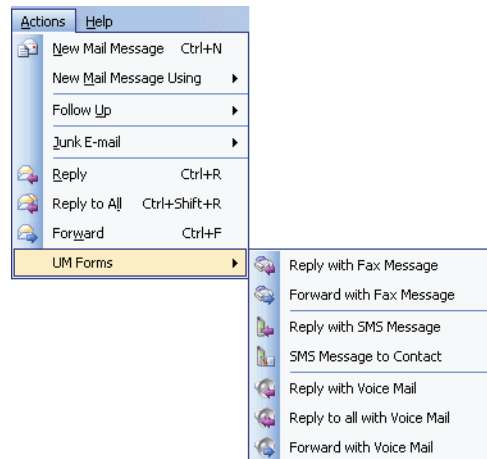 Actions Help
New Mail Message Ctrl+N
New Mail Message Using
Follow Up
Junk E-mail
Reply Ctrl+R
Reply to All Ctrl+Shift+R
Forward Ctrl+F
UM Forms
Reply with Fax Message
Forward with Fax Message
Reply with SMS Message
SMS Message to Contact
Reply with Voice Mail
Reply to all with Voice Mail
Forward with Voice Mail